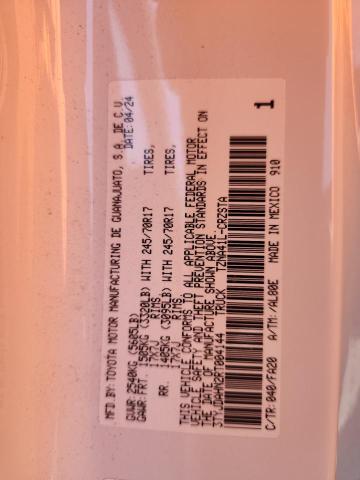 MFD. BY: TOYOTA MOTOR MANUFACTURING DE GUANAJUATO, S.A. DE C.V.
DATE: 04/24
GVWR: 2540KG (5605LB)
GAWR: FRT. 1505KG (3320LB) WITH 245/70R17 TIRES,
17X7J RIMS,
RR. 1405KG (3095LB) WITH 245/70R17 TIRES,
17X7J RIMS,
THIS VEHICLE CONFORMS TO ALL APPLICABLE FEDERAL MOTOR
VEHICLE SAFETY AND THEFT PREVENTION STANDARDS IN EFFECT ON
THE DATE OF MANUFACTURE SHOWN ABOVE.
TRUCK TZNA41L-CRZSTA
1
C/TR: 040/FA20 A/TM: /AL00E MADE IN MEXICO 910